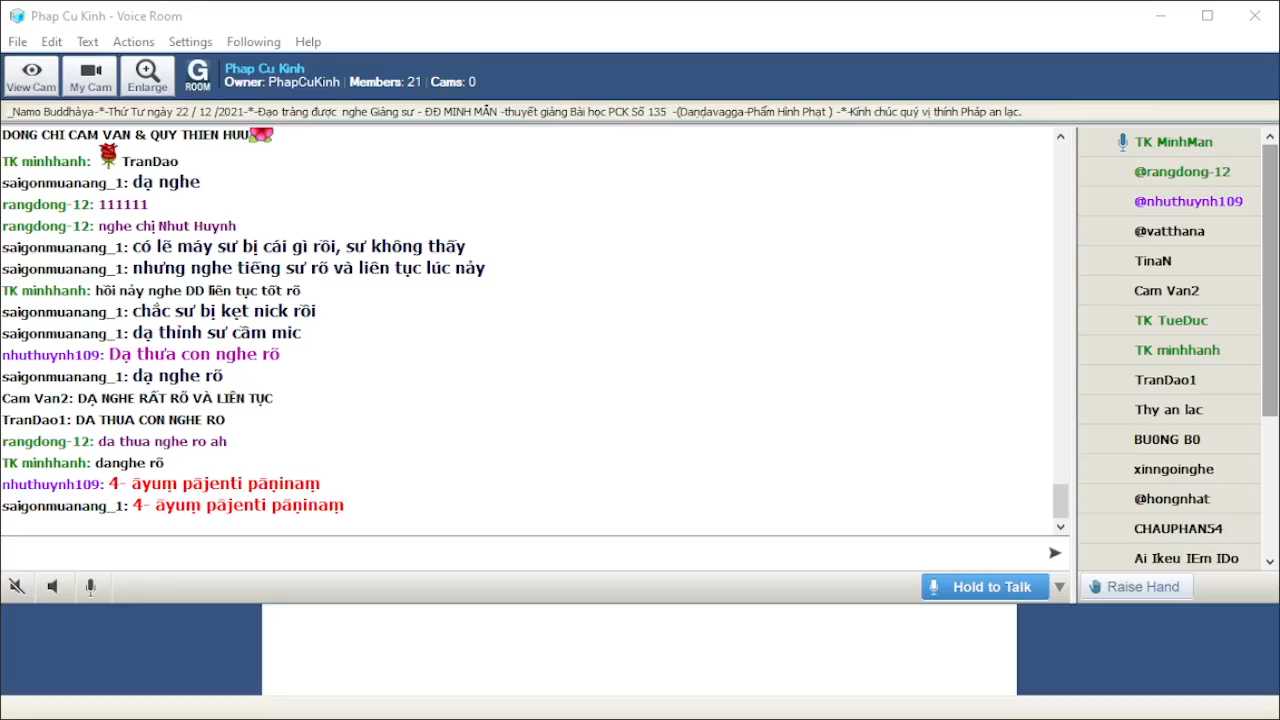 Phap Cu Kinh - Voice Room
File Edit Text Actions Settings Following Help
View Cam My Cam Enlarge G ROOM
Phap Cu Kinh
Owner: PhapCuKinh | Members: 21 | Cams: 0
_Namo Buddhàya-*-Thứ Tư ngày 22 / 12 /2021-*-Đạo tràng được nghe Giảng sư - ĐĐ MINH MẪN -thuyết giảng Bài học PCK Số 135 -(Daṇḍavagga-Phẩm Hình Phạt ) -*-Kính chúc quý vị thính Pháp an lạc.
DONG CHI CAM VAN & QUY THIEN HUU
TK minhhanh: TranDao
saigonmuanang_1: dạ nghe
rangdong-12: 111111
rangdong-12: nghe chị Nhut Huynh
saigonmuanang_1: có lẽ máy sư bị cái gì rồi, sư không thấy
saigonmuanang_1: nhưng nghe tiếng sư rõ và liên tục lúc nảy
TK minhhanh: hồi nảy nghe DD liên tục tốt rõ
saigonmuanang_1: chắc sư bị kẹt nick rồi
saigonmuanang_1: dạ thỉnh sư cầm mic
nhuthuynh109: Dạ thưa con nghe rõ
saigonmuanang_1: dạ nghe rõ
Cam Van2: DẠ NGHE RẤT RÕ VÀ LIÊN TỤC
TranDao1: DA THUA CON NGHE RO
rangdong-12: da thua nghe ro ah
TK minhhanh: danghe rõ
nhuthuynh109: 4- āyuṃ pājenti pāṇinaṃ
saigonmuanang_1: 4- āyuṃ pājenti pāṇinaṃ
Hold to Talk
TK MinhMan
@rangdong-12
@nhuthuynh109
@vatthana
TinaN
Cam Van2
TK TueDuc
TK minhhanh
TranDao1
Thy an lac
BU0NG B0
xinngoinghe
@hongnhat
CHAUPHAN54
Ai Ikeu IEm IDo
Raise Hand